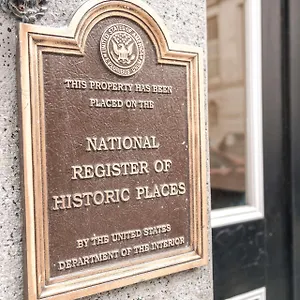 THIS PROPERTY HAS BEEN
PLACED ON THE
NATIONAL
REGISTER OF
HISTORIC PLACES
BY THE UNITED STATES
DEPARTMENT OF THE INTERIOR